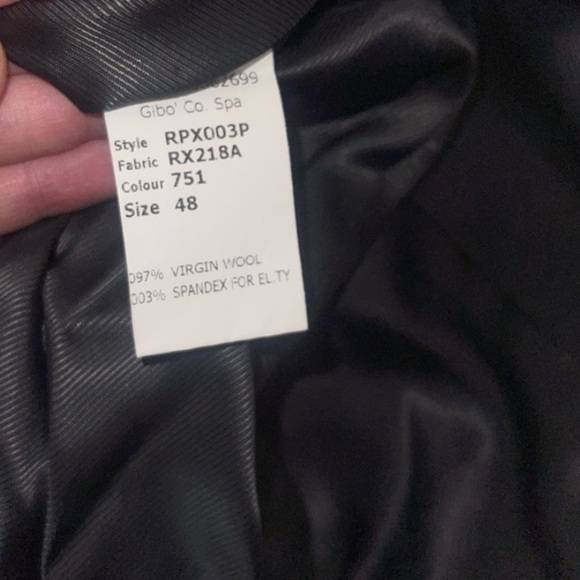 2699
Gibo' Co. Spa
Style RPX003P
Fabric RX218A
Colour 751
Size 48
097% VIRGIN WOOL
003% SPANDEX FOR EL.TY